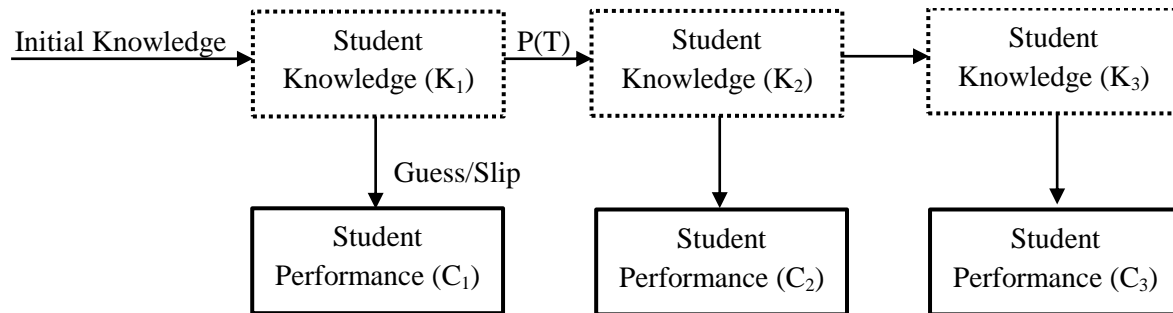 Initial Knowledge
Student
Knowledge (K₁)
P(T)
Student
Knowledge (K₂)
Student
Knowledge (K₃)
Guess/Slip
Student
Performance (C₁)
Student
Performance (C₂)
Student
Performance (C₃)